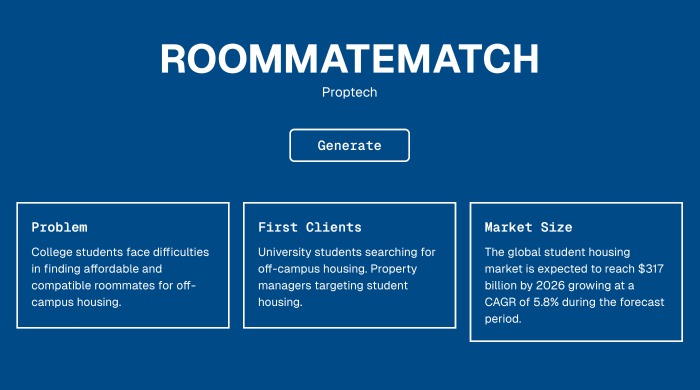 ROOMMATEMATCH
Proptech
Generate
Problem
College students face difficulties
in finding affordable and
compatible roommates for off-
campus housing.
First Clients
University students searching for
off-campus housing. Property
managers targeting student
housing.
Market Size
The global student housing
market is expected to reach $317
billion by 2026 growing at a
CAGR of 5.8% during the forecast
period.